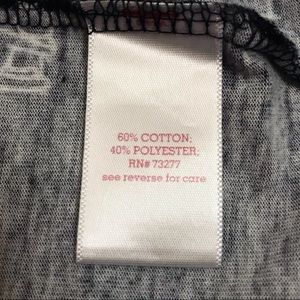 60% COTTON;
40% POLYESTER;
RN# 73277
see reverse for care